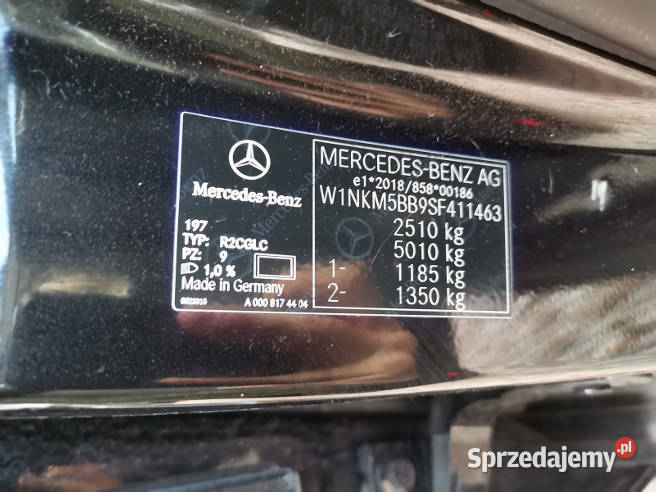 Mercedes-Benz
197
TYP: R2CGLC
PZ: 9
1,0 %
Made in Germany
A 000 817 44 04
MERCEDES-BENZ AG
e1*2018/858*00186
W1NKM5BB9SF411463
2510 kg
5010 kg
1- 1185 kg
2- 1350 kg
Sprzedajemy.pl